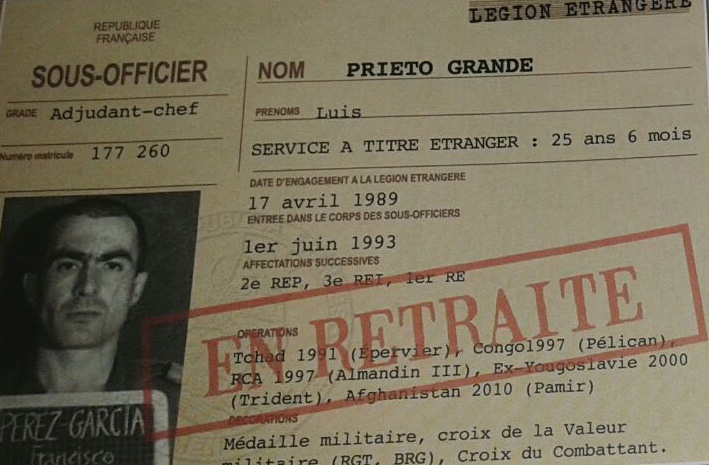 LEGION ETRANGERE
REPUBLIQUE
FRANÇAISE
SOUS-OFFICIER
GRADE Adjudant-chef
Numéro matricule 177 260
NOM PRIETO GRANDE
PRENOMS Luis
SERVICE A TITRE ETRANGER : 25 ans 6 mois
DATE D'ENGAGEMENT A LA LEGION ETRANGERE
17 avril 1989
ENTREE DANS LE CORPS DES SOUS-OFFICIERS
1er juin 1993
AFFECTATIONS SUCCESSIVES
2e REP, 3e REI, 1er RE
EN RETRAITE
OPERATIONS
Tchad 1991 (Épervier), Congo1997 (Pélican),
RCA 1997 (Almandin III), Ex-Yougoslavie 2000
(Trident), Afghanistan 2010 (Pamir)
DECORATIONS
Médaille militaire, croix de la Valeur
militaire (RGT, BRG), Croix du Combattant.
PEREZ-GARCIA
Francisco